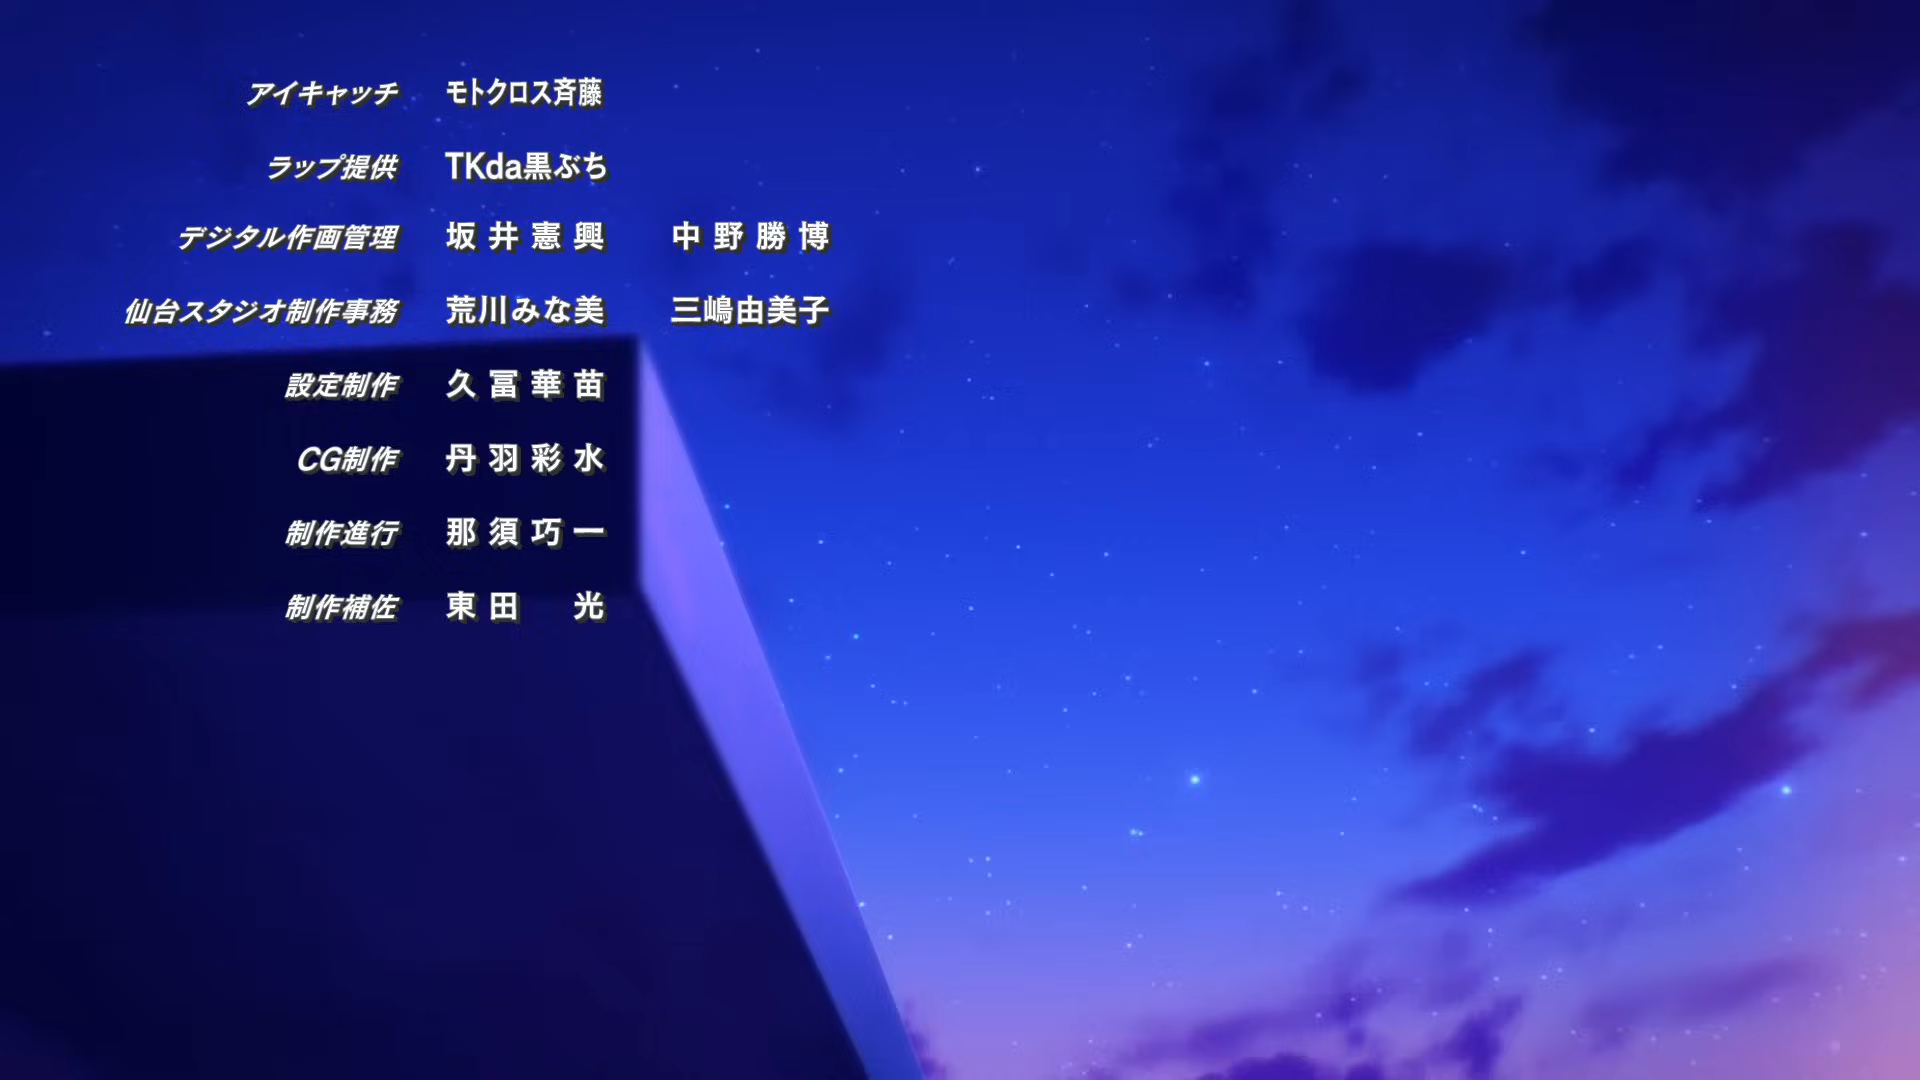 アイキャッチ モトクロス斉藤
ラップ提供 TKda黒ぶち
デジタル作画管理 坂井憲興 中野勝博
仙台スタジオ制作事務 荒川みな美 三嶋由美子
設定制作 久冨華苗
CG制作 丹羽彩水
制作進行 那須巧一
制作補佐 東田 光